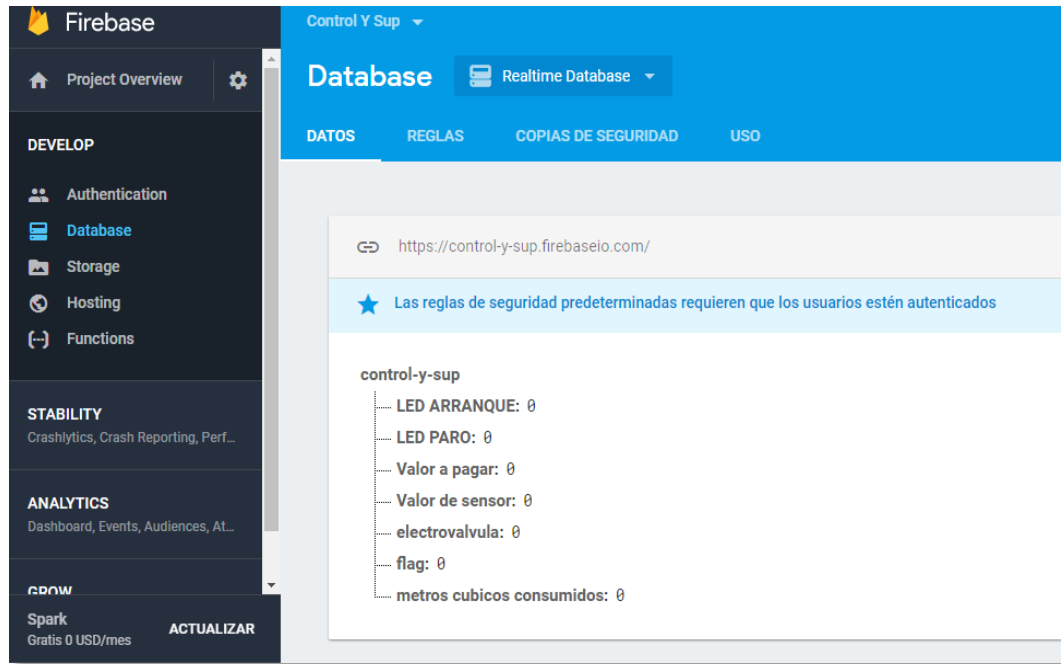 Firebase
Project Overview
DEVELOP
Authentication
Database
Storage
Hosting
Functions
STABILITY
Crashlytics, Crash Reporting, Perf...
ANALYTICS
Dashboard, Events, Audiences, At...
GROW
Spark
Gratis 0 USD/mes
ACTUALIZAR
Control Y Sup
Database Realtime Database
DATOS REGLAS COPIAS DE SEGURIDAD USO
https://control-y-sup.firebaseio.com/
Las reglas de seguridad predeterminadas requieren que los usuarios estén autenticados
control-y-sup
LED ARRANQUE: 0
LED PARO: 0
Valor a pagar: 0
Valor de sensor: 0
electrovalvula: 0
flag: 0
metros cubicos consumidos: 0